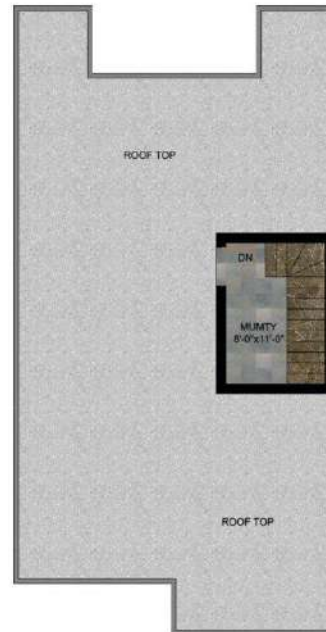 ROOF TOP
DN
MUMTY
8'-0"x11'-0"
ROOF TOP